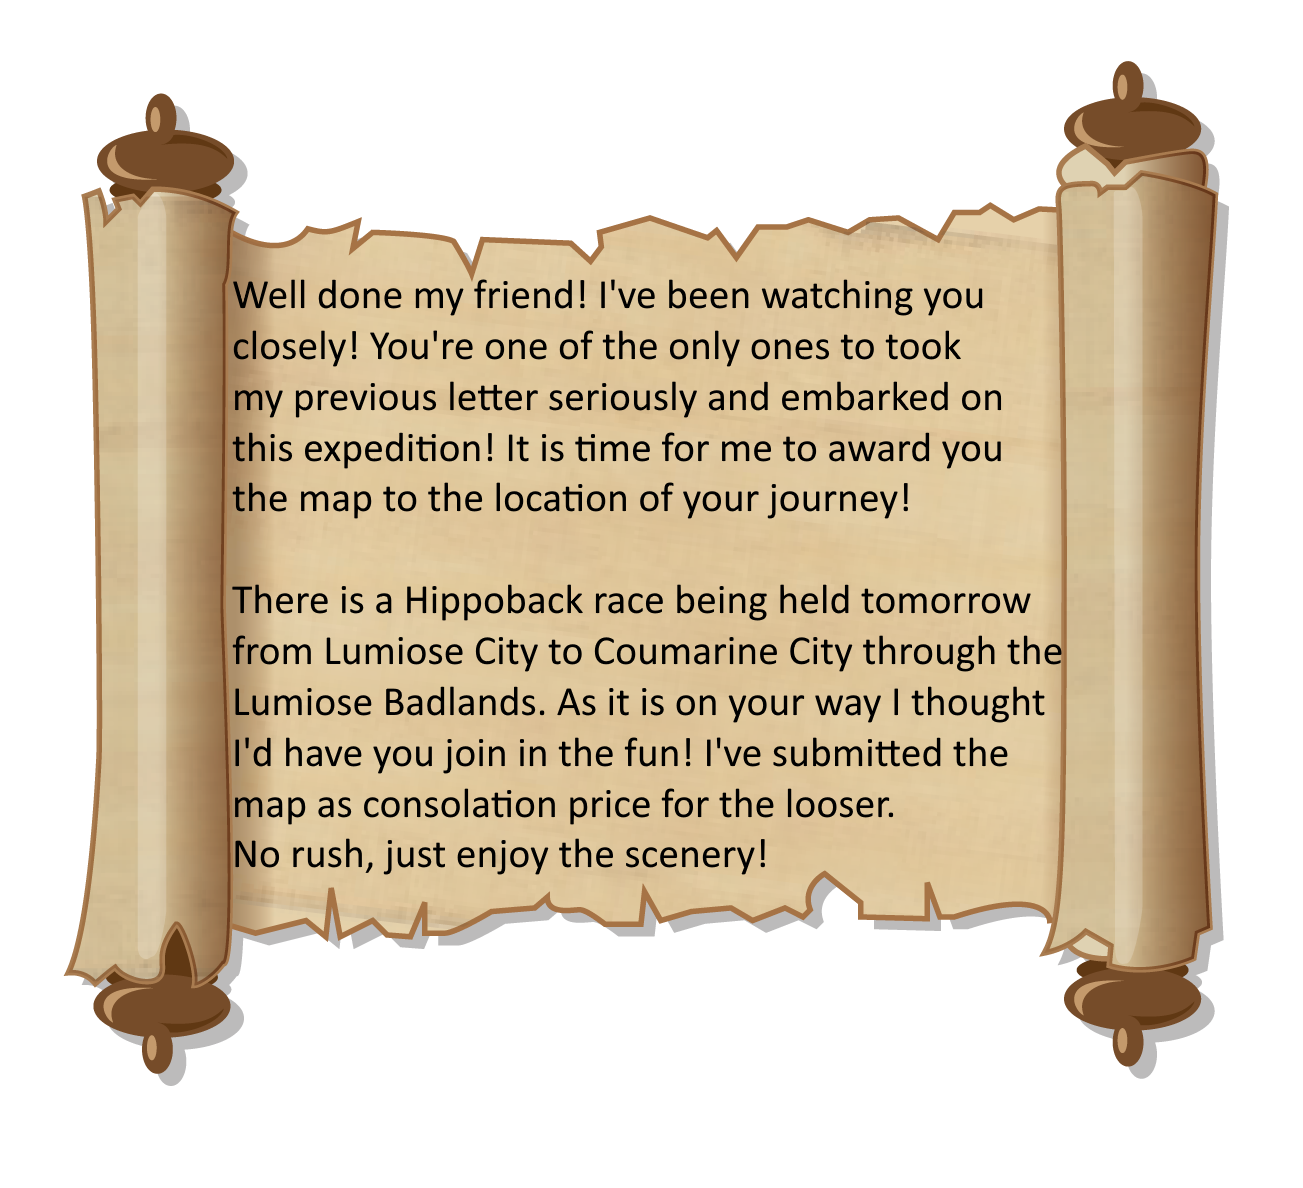 Well done my friend! I've been watching you
closely! You're one of the only ones to took
my previous letter seriously and embarked on
this expedition! It is time for me to award you
the map to the location of your journey!
There is a Hippoback race being held tomorrow
from Lumiose City to Coumarine City through the
Lumiose Badlands. As it is on your way I thought
I'd have you join in the fun! I've submitted the
map as consolation price for the looser.
No rush, just enjoy the scenery!